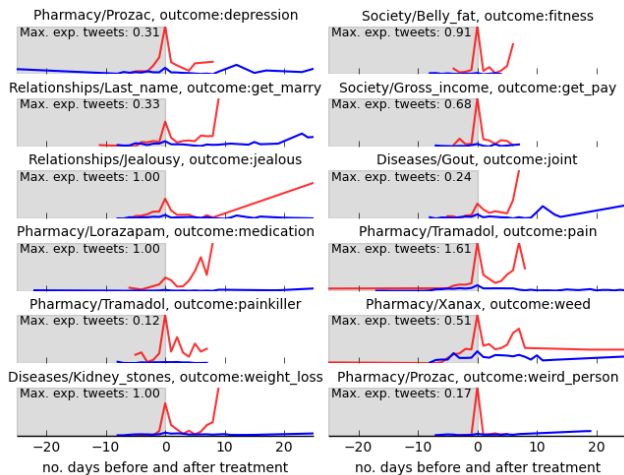 Pharmacy/Prozac, outcome:depression
Max. exp. tweets: 0.31
Society/Belly_fat, outcome:fitness
Max. exp. tweets: 0.91
Relationships/Last_name, outcome:get_marry
Max. exp. tweets: 0.33
Society/Gross_income, outcome:get_pay
Max. exp. tweets: 0.68
Relationships/Jealousy, outcome:jealous
Max. exp. tweets: 1.00
Diseases/Gout, outcome:joint
Max. exp. tweets: 0.24
Pharmacy/Lorazapam, outcome:medication
Max. exp. tweets: 1.00
Pharmacy/Tramadol, outcome:pain
Max. exp. tweets: 1.61
Pharmacy/Tramadol, outcome:painkiller
Max. exp. tweets: 0.12
Pharmacy/Xanax, outcome:weed
Max. exp. tweets: 0.51
Diseases/Kidney_stones, outcome:weight_loss
Max. exp. tweets: 1.00
Pharmacy/Prozac, outcome:weird_person
Max. exp. tweets: 0.17
−20 −10 0 10 20
−20 −10 0 10 20
no. days before and after treatment
no. days before and after treatment